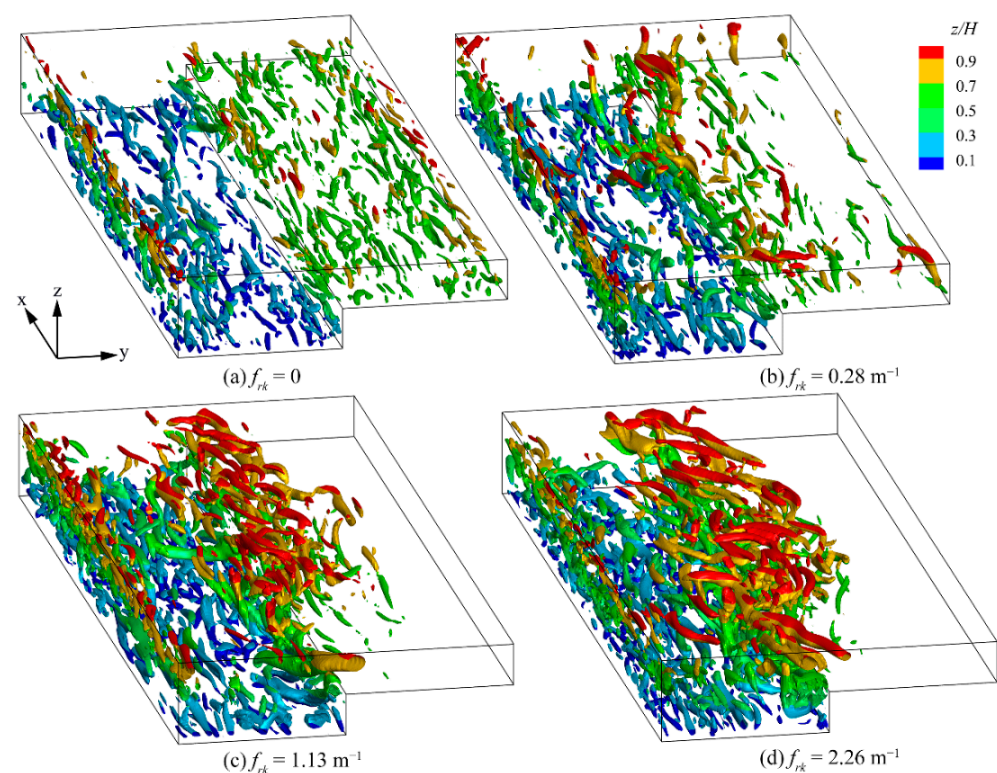 z/H
0.9
0.7
0.5
0.3
0.1
x
z
y
(a) f_rk = 0
(b) f_rk = 0.28 m⁻¹
(c) f_rk = 1.13 m⁻¹
(d) f_rk = 2.26 m⁻¹